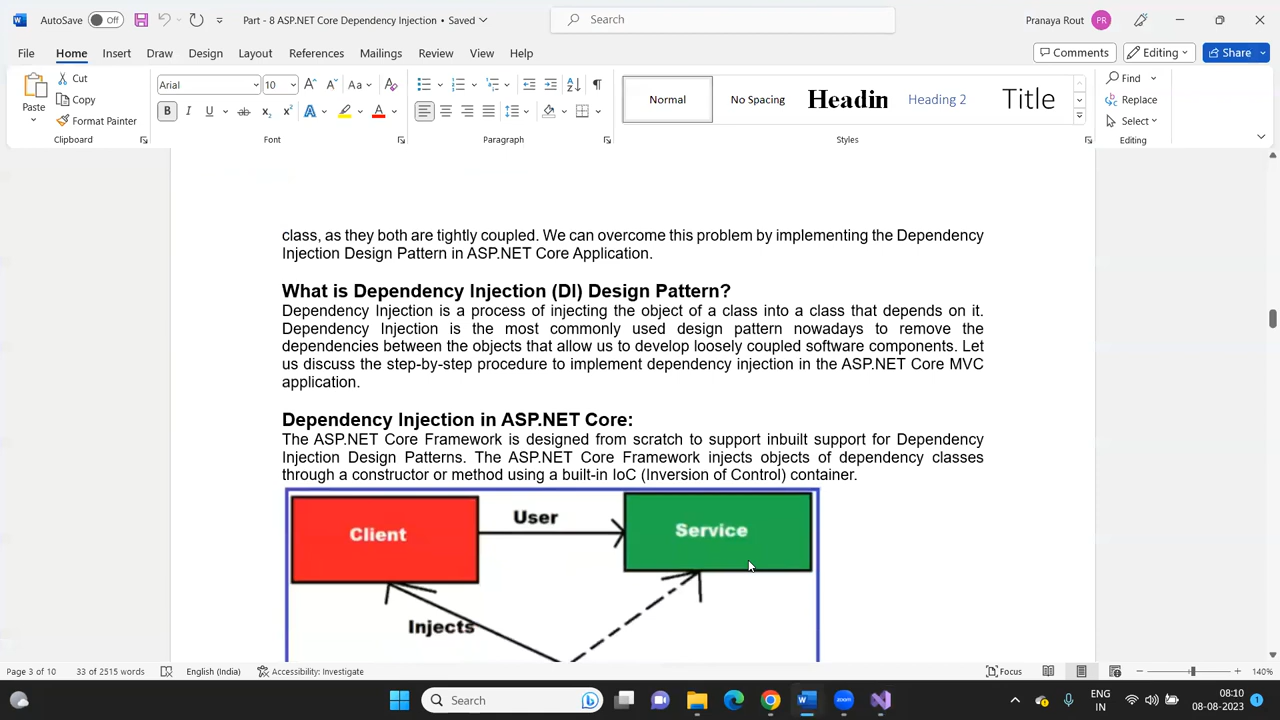 AutoSave Off Part - 8 ASP.NET Core Dependency Injection • Saved Search Pranaya Rout PR
File Home Insert Draw Design Layout References Mailings Review View Help Comments Editing Share
Paste Cut Copy Format Painter
Arial 10 A A Aa A
B I U ab x₂ x² A A
Normal No Spacing Headin Heading 2 Title
Find Replace Select
Clipboard Font Paragraph Styles Editing
class, as they both are tightly coupled. We can overcome this problem by implementing the Dependency
Injection Design Pattern in ASP.NET Core Application.
What is Dependency Injection (DI) Design Pattern?
Dependency Injection is a process of injecting the object of a class into a class that depends on it.
Dependency Injection is the most commonly used design pattern nowadays to remove the
dependencies between the objects that allow us to develop loosely coupled software components. Let
us discuss the step-by-step procedure to implement dependency injection in the ASP.NET Core MVC
application.
Dependency Injection in ASP.NET Core:
The ASP.NET Core Framework is designed from scratch to support inbuilt support for Dependency
Injection Design Patterns. The ASP.NET Core Framework injects objects of dependency classes
through a constructor or method using a built-in IoC (Inversion of Control) container.
Client User Service
Injects
Page 3 of 10 33 of 2515 words English (India) Accessibility: Investigate Focus 140%
Search zoom ENG IN 08:10 08-08-2023 1